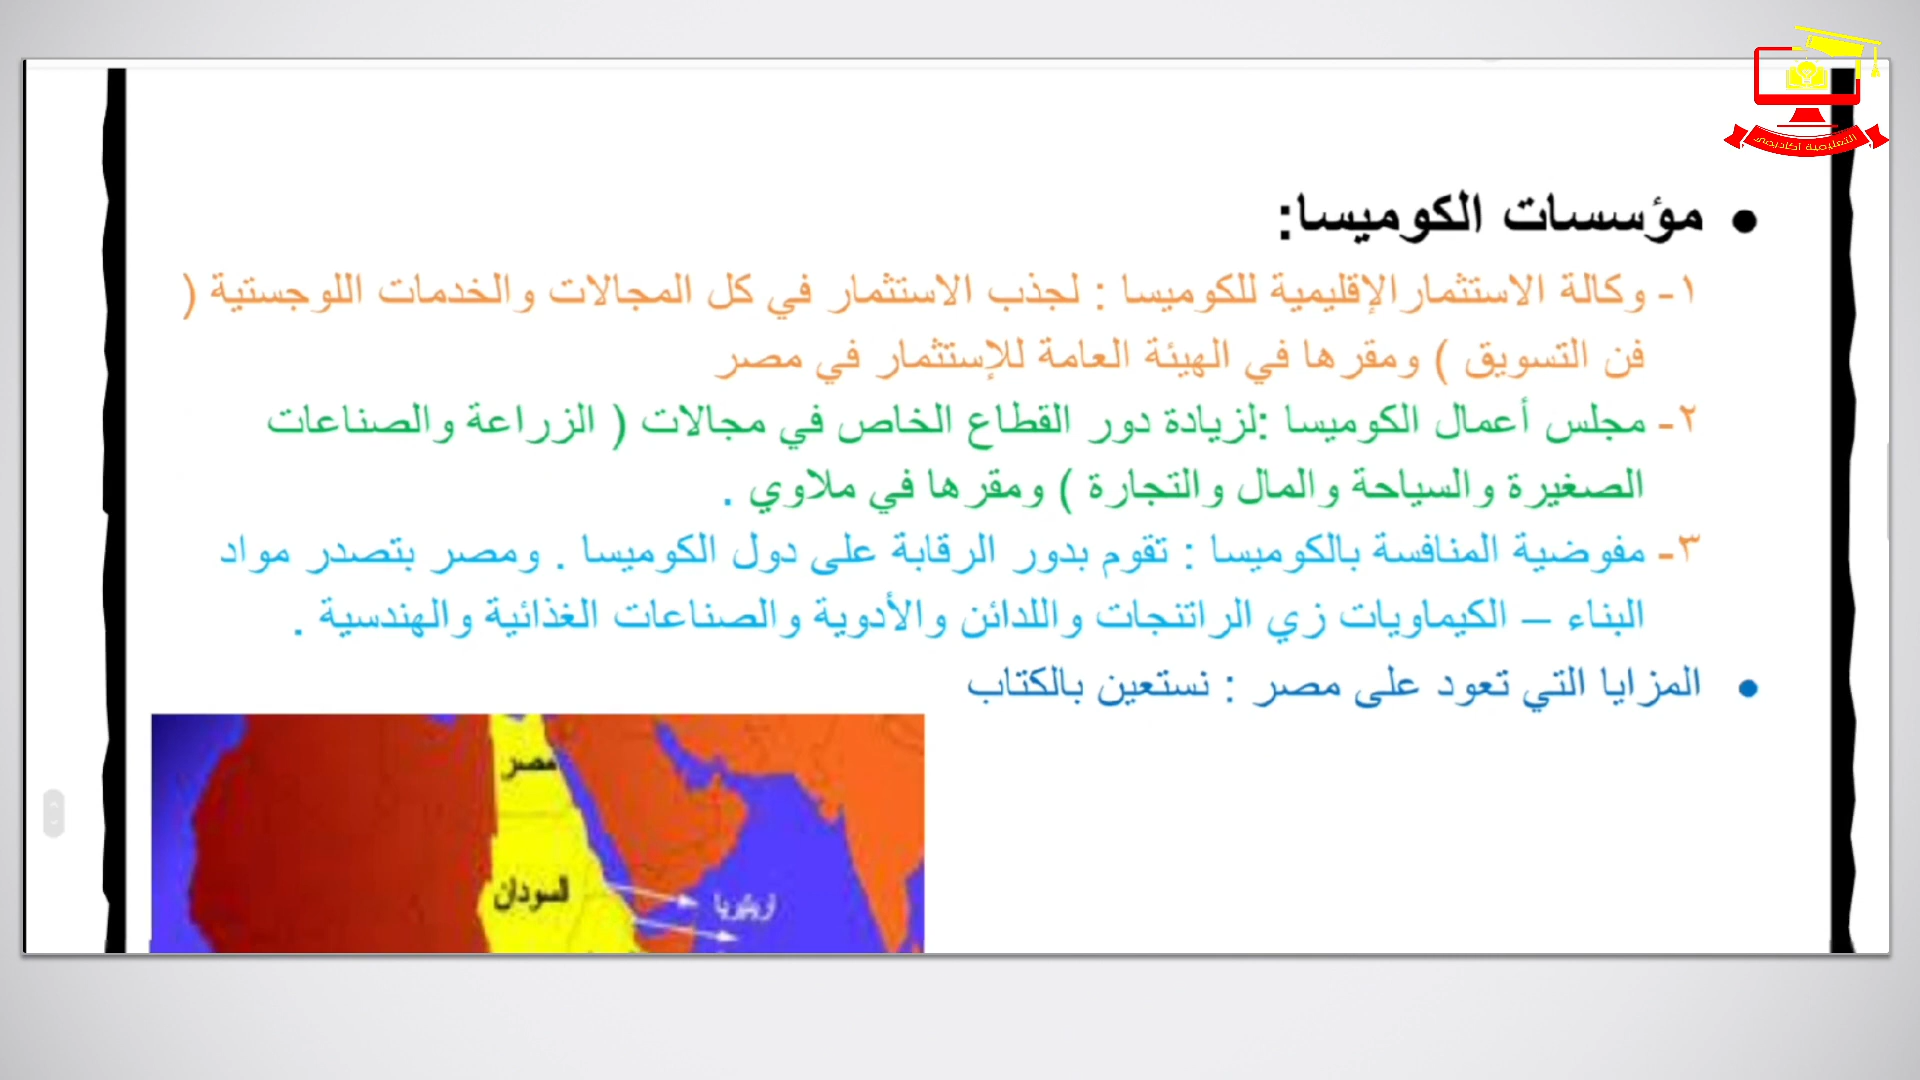 التعليمية اكاديمي
• مؤسسات الكوميسا:
١- وكالة الاستثمار الإقليمية للكوميسا : لجذب الاستثمار في كل المجالات والخدمات اللوجستية (
فن التسويق ) ومقرها في الهيئة العامة للإستثمار في مصر
٢- مجلس أعمال الكوميسا :لزيادة دور القطاع الخاص في مجالات ( الزراعة والصناعات
الصغيرة والسياحة والمال والتجارة ) ومقرها في ملاوي .
٣- مفوضية المنافسة بالكوميسا : تقوم بدور الرقابة على دول الكوميسا . ومصر بتصدر مواد
البناء – الكيماويات زي الراتنجات واللدائن والأدوية والصناعات الغذائية والهندسية .
• المزايا التي تعود على مصر : نستعين بالكتاب
مصر
السودان
اريتيريا